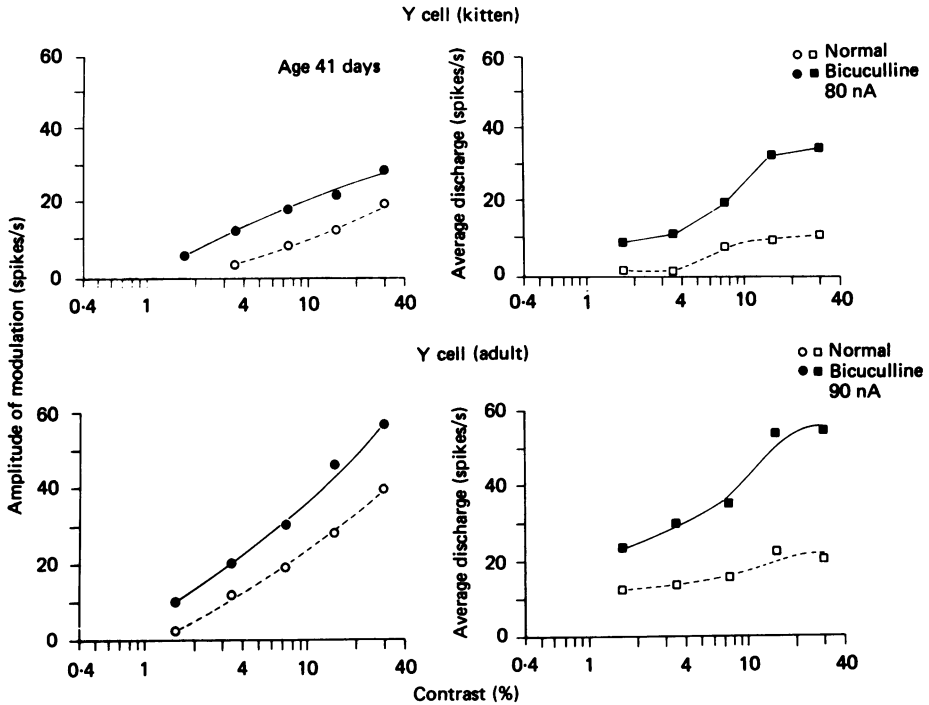 Y cell (kitten)
Age 41 days
Normal
Bicuculline
80 nA
60
40
20
0
0·4 1 4 10 40
Average discharge (spikes/s)
60
40
20
0
0·4 1 4 10 40
Amplitude of modulation (spikes/s)
Y cell (adult)
Normal
Bicuculline
90 nA
60
40
20
0
0·4 1 4 10 40
Average discharge (spikes/s)
60
40
20
0
0·4 1 4 10 40
Contrast (%)